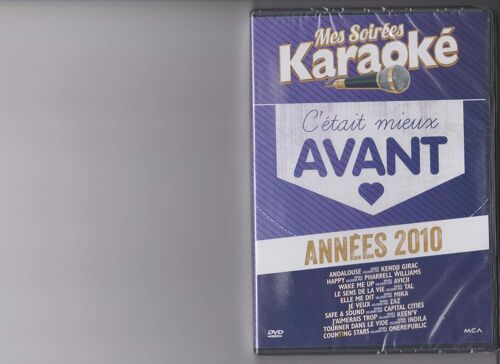 Mes Soirées
Karaoké
C'était mieux
AVANT
ANNÉES 2010
ANDALOUSE KENDJI GIRAC
HAPPY PHARRELL WILLIAMS
WAKE ME UP AVICII
LE SENS DE LA VIE TAL
ELLE ME DIT MIKA
JE VEUX ZAZ
SAFE & SOUND CAPITAL CITIES
J'AIMERAIS TROP KEEN'V
TOURNER DANS LE VIDE INDILA
COUNTING STARS ONEREPUBLIC
DVD
MCA